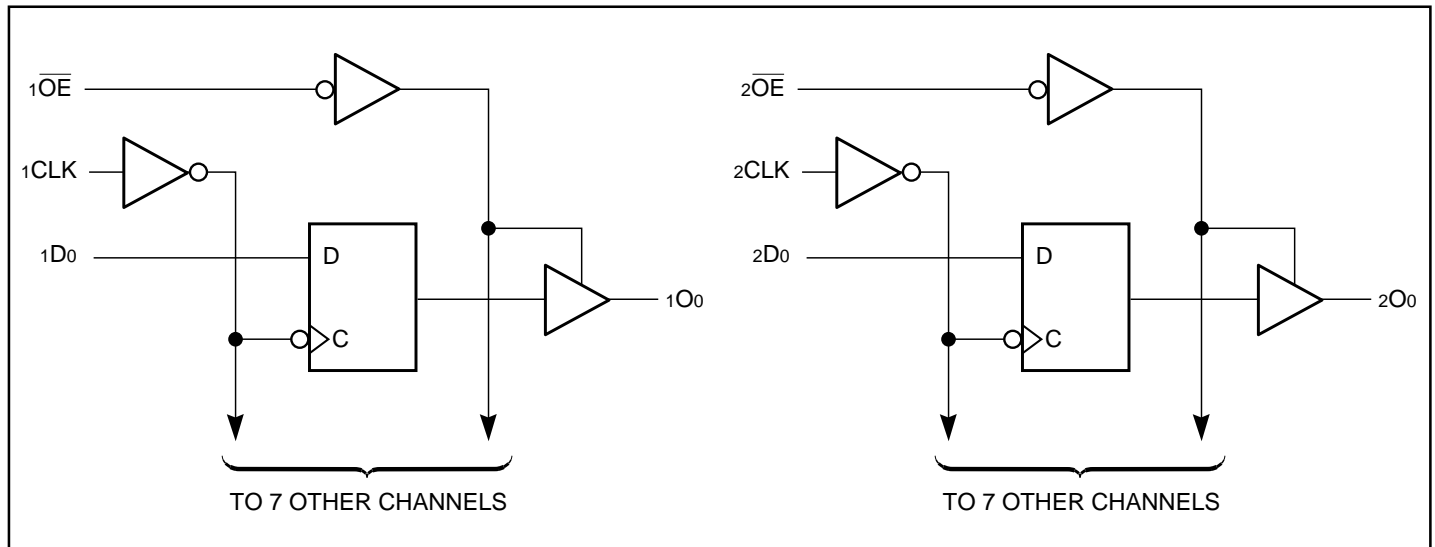 1OE
1CLK
1D0
D
C
1O0
TO 7 OTHER CHANNELS
2OE
2CLK
2D0
D
C
2O0
TO 7 OTHER CHANNELS